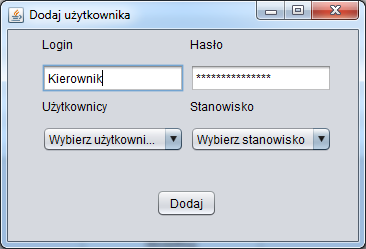 Dodaj użytkownika
Login Hasło
Kierownik ***************
Użytkownicy Stanowisko
Wybierz użytkowni... Wybierz stanowisko
Dodaj